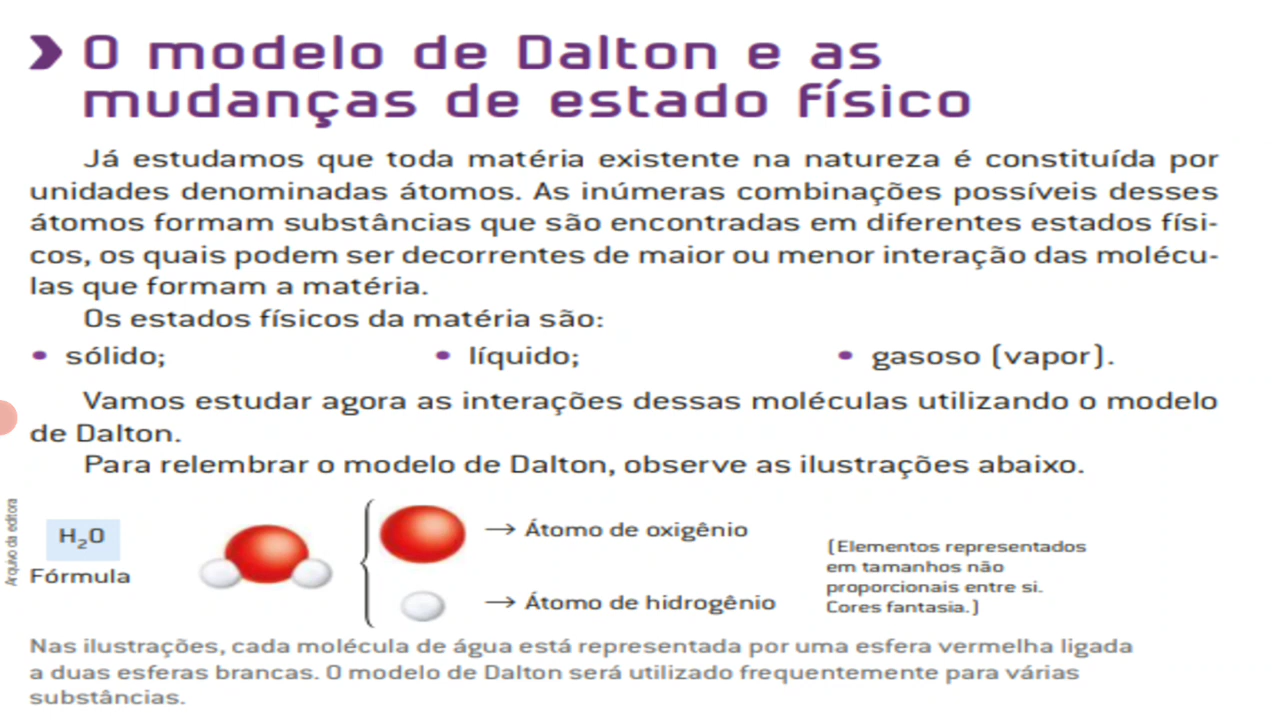 O modelo de Dalton e as
mudanças de estado físico
Já estudamos que toda matéria existente na natureza é constituída por
unidades denominadas átomos. As inúmeras combinações possíveis desses
átomos formam substâncias que são encontradas em diferentes estados físi-
cos, os quais podem ser decorrentes de maior ou menor interação das molécu-
las que formam a matéria.
Os estados físicos da matéria são:
• sólido; • líquido; • gasoso (vapor).
Vamos estudar agora as interações dessas moléculas utilizando o modelo
de Dalton.
Para relembrar o modelo de Dalton, observe as ilustrações abaixo.
Arquivo da editora
H₂O
Fórmula
→ Átomo de oxigênio
→ Átomo de hidrogênio
(Elementos representados
em tamanhos não
proporcionais entre si.
Cores fantasia.)
Nas ilustrações, cada molécula de água está representada por uma esfera vermelha ligada
a duas esferas brancas. O modelo de Dalton será utilizado frequentemente para várias
substâncias.